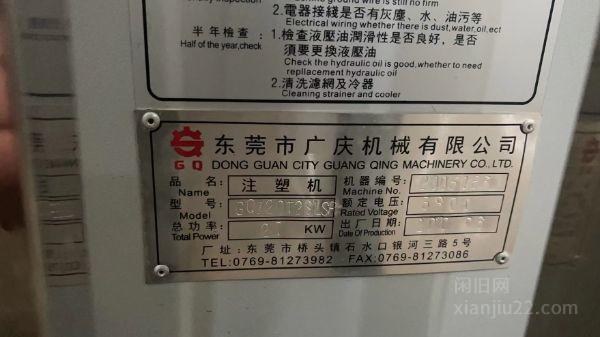 2.電器接綫是否有灰塵、水、油污等
Electrical wiring whether there is dust,water,oil,ect
半年檢查：
Half of the year,check
1.檢查液壓油潤滑性是否良好，是否
須要更換液壓油
Check the hydraulic oil is good,whether to need
repllacement hydraulic oil
2.清洗濾網及冷器
Cleaning strainer and cooler
GQ
东莞市广庆机械有限公司
DONG GUAN CITY GUANG QING MACHINERY CO.,LTD.
品名：
Name
注塑机
机器编号：
Machine No.
型号：
Model
额定电压：
Rated Voltage
总功率：
Total Power
KW
出厂日期：
Date Of Production
厂址：东莞市桥头镇石水口银河三路5号
TEL:0769-81273982 FAX:0769-81273086
闲旧网
xianjiu22.com